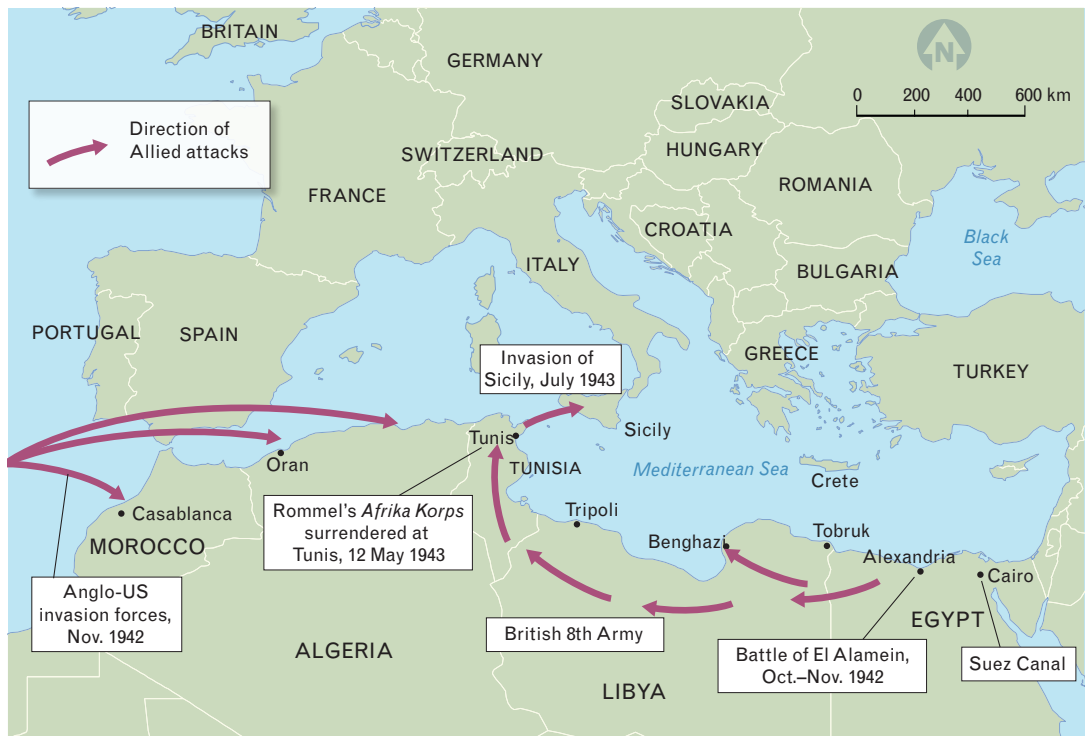 BRITAIN
GERMANY
N
SLOVAKIA
0 200 400 600 km
Direction of
Allied attacks
SWITZERLAND
HUNGARY
FRANCE
ROMANIA
CROATIA
Black
Sea
ITALY
BULGARIA
PORTUGAL
SPAIN
Invasion of
Sicily, July 1943
GREECE
TURKEY
Tunis
Sicily
Oran
TUNISIA
Mediterranean Sea
Crete
Casablanca
Rommel's Afrika Korps
surrendered at
Tunis, 12 May 1943
Tripoli
MOROCCO
Benghazi
Tobruk
Alexandria
Cairo
Anglo-US
invasion forces,
Nov. 1942
British 8th Army
EGYPT
ALGERIA
Battle of El Alamein,
Oct.–Nov. 1942
Suez Canal
LIBYA